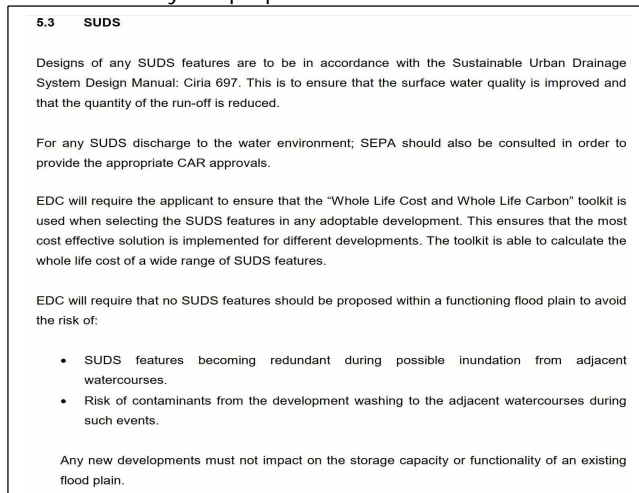 5.3 SUDS
Designs of any SUDS features are to be in accordance with the Sustainable Urban Drainage
System Design Manual: Ciria 697. This is to ensure that the surface water quality is improved and
that the quantity of the run-off is reduced.
For any SUDS discharge to the water environment; SEPA should also be consulted in order to
provide the appropriate CAR approvals.
EDC will require the applicant to ensure that the “Whole Life Cost and Whole Life Carbon” toolkit is
used when selecting the SUDS features in any adoptable development. This ensures that the most
cost effective solution is implemented for different developments. The toolkit is able to calculate the
whole life cost of a wide range of SUDS features.
EDC will require that no SUDS features should be proposed within a functioning flood plain to avoid
the risk of:
• SUDS features becoming redundant during possible inundation from adjacent
watercourses.
• Risk of contaminants from the development washing to the adjacent watercourses during
such events.
Any new developments must not impact on the storage capacity or functionality of an existing
flood plain.